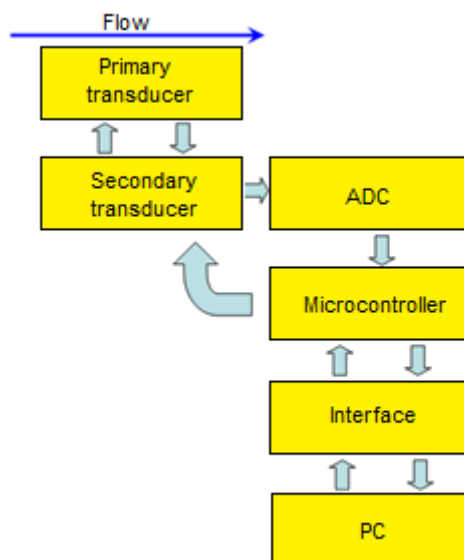 Flow
Primary
transducer
Secondary
transducer
ADC
Microcontroller
Interface
PC